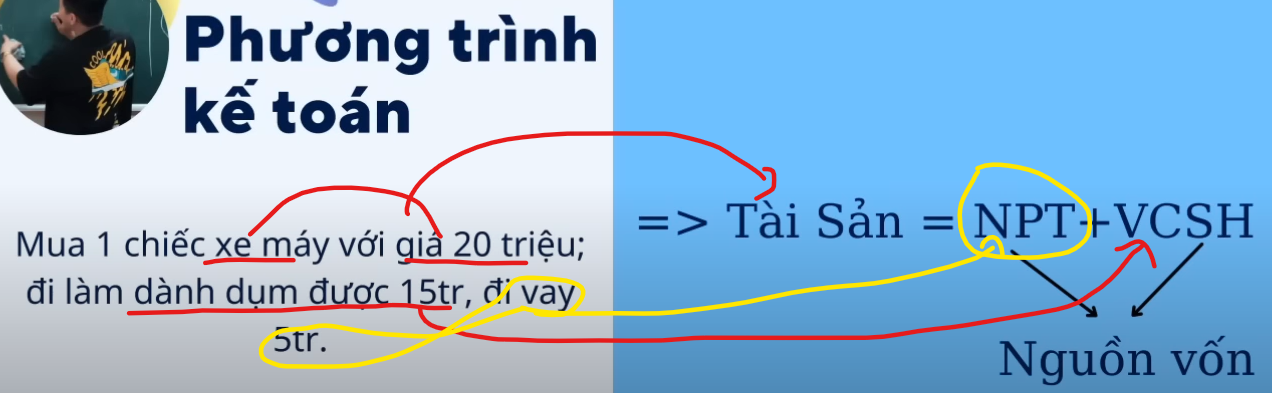 Phương trình
kế toán
Mua 1 chiếc xe máy với giá 20 triệu;
đi làm dành dụm được 15tr, đi vay
5tr.
=> Tài Sản = NPT+VCSH
Nguồn vốn